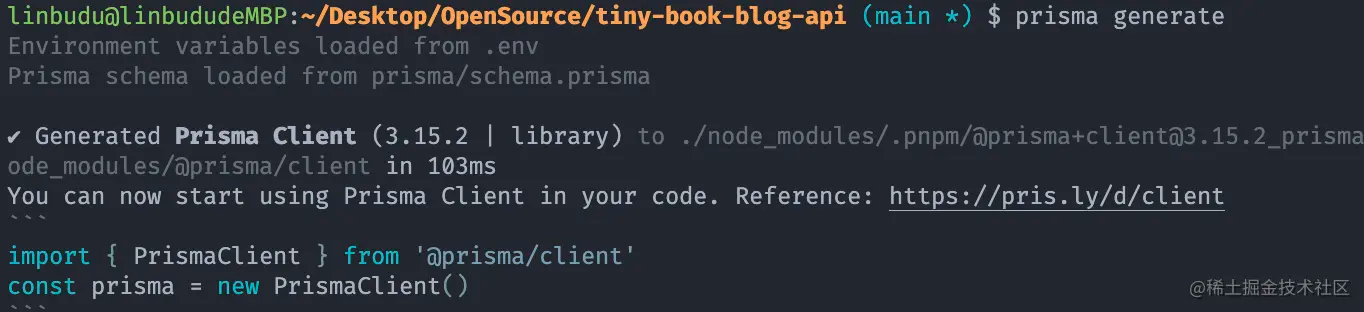 linbudu@linbududeMBP:~/Desktop/OpenSource/tiny-book-blog-api (main *) $ prisma generate
Environment variables loaded from .env
Prisma schema loaded from prisma/schema.prisma
✔ Generated Prisma Client (3.15.2 | library) to ./node_modules/.pnpm/@prisma+client@3.15.2_prisma
ode_modules/@prisma/client in 103ms
You can now start using Prisma Client in your code. Reference: https://pris.ly/d/client
```
import { PrismaClient } from '@prisma/client'
const prisma = new PrismaClient()
```
@稀土掘金技术社区